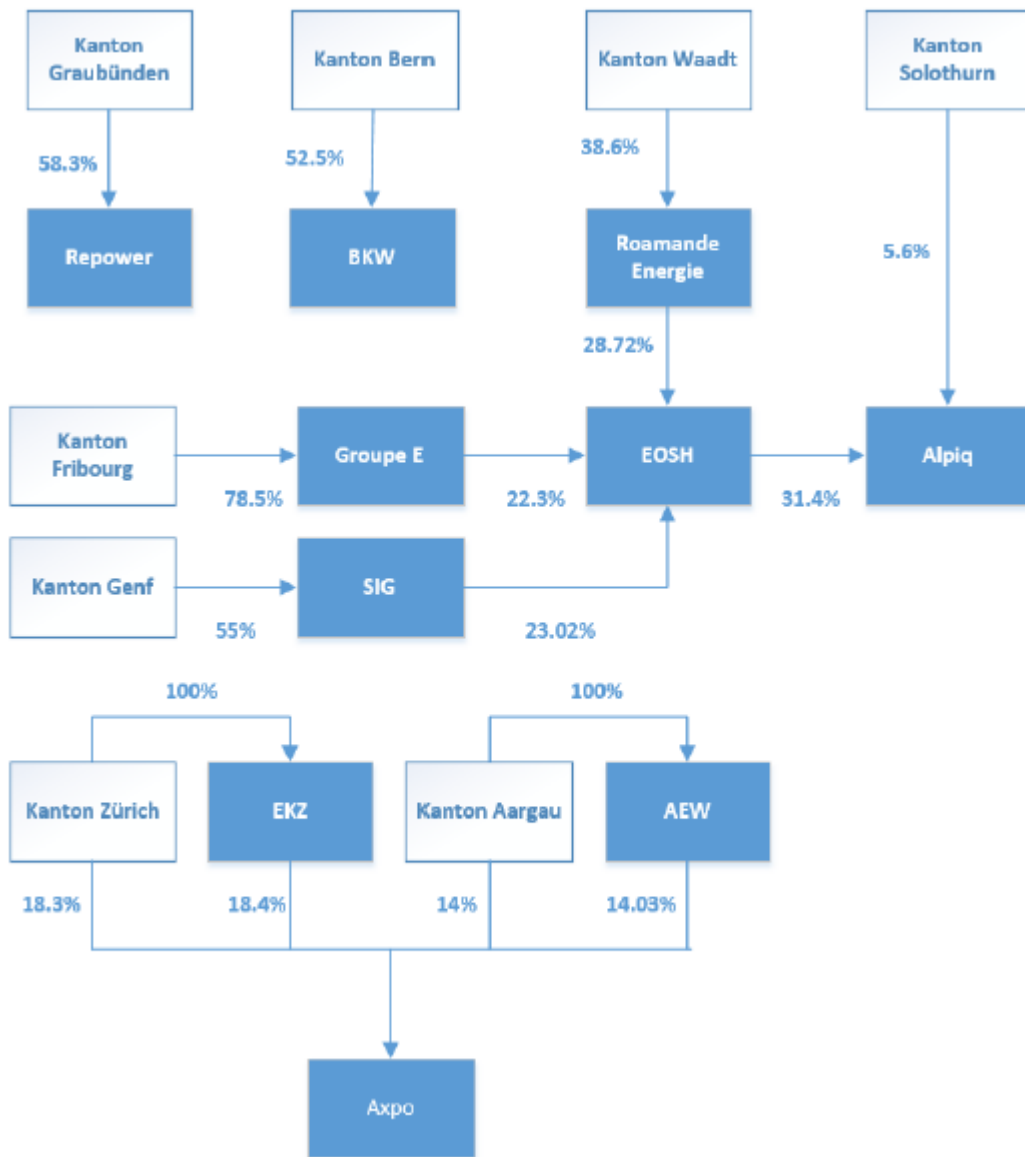 Kanton
Graubünden
Kanton Bern
Kanton Waadt
Kanton
Solothurn
58.3%
52.5%
38.6%
Repower
BKW
Roamande
Energie
5.6%
28.72%
Kanton
Fribourg
Groupe E
EOSH
Alpiq
78.5%
22.3%
31.4%
Kanton Genf
SIG
55%
23.02%
100%
100%
Kanton Zürich
EKZ
Kanton Aargau
AEW
18.3%
18.4%
14%
14.03%
Axpo